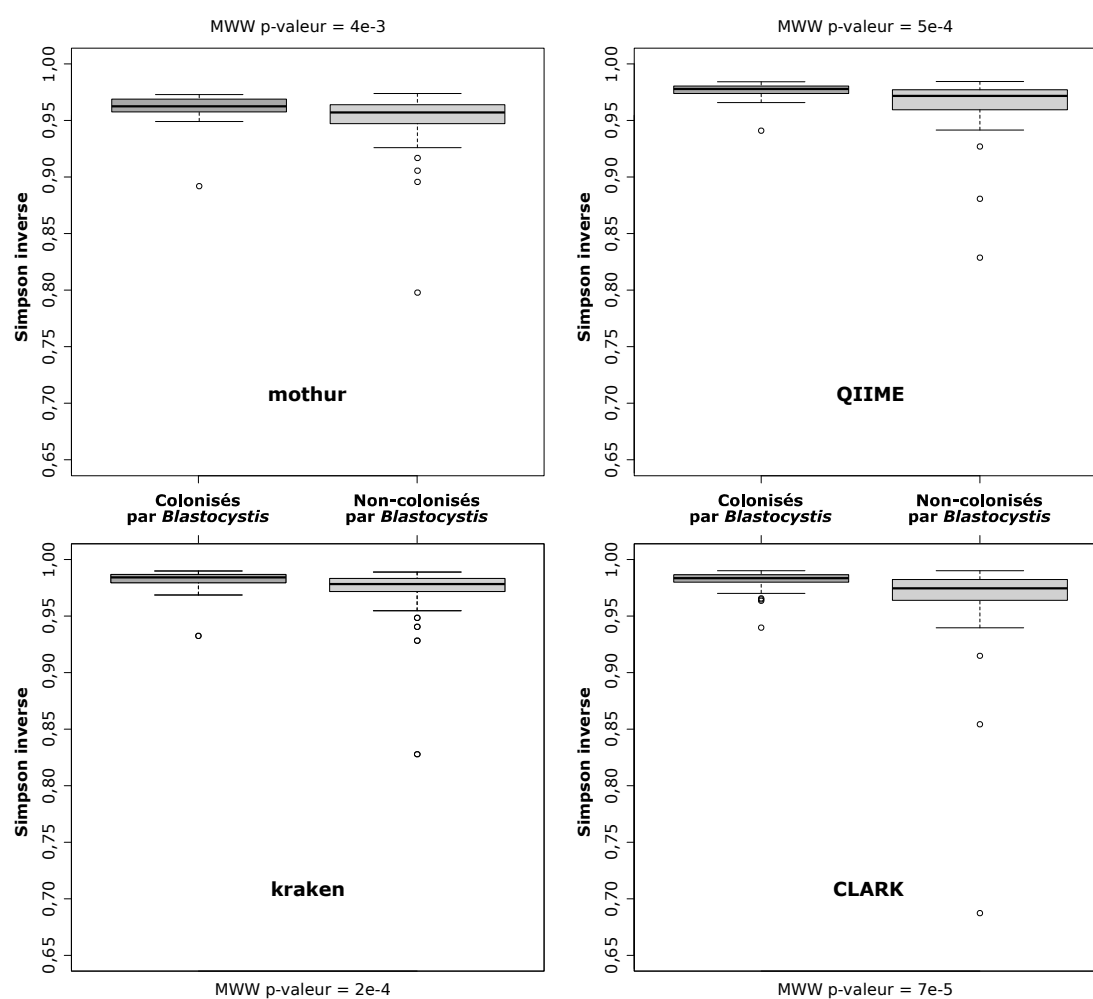 MWW p-valeur = 4e-3
Simpson inverse
1,00
0,95
0,90
0,85
0,80
0,75
0,70
0,65
mothur
Colonisés
par Blastocystis
Non-colonisés
par Blastocystis
MWW p-valeur = 5e-4
Simpson inverse
1,00
0,95
0,90
0,85
0,80
0,75
0,70
0,65
QIIME
Colonisés
par Blastocystis
Non-colonisés
par Blastocystis
Simpson inverse
1,00
0,95
0,90
0,85
0,80
0,75
0,70
0,65
kraken
MWW p-valeur = 2e-4
Simpson inverse
1,00
0,95
0,90
0,85
0,80
0,75
0,70
0,65
CLARK
MWW p-valeur = 7e-5